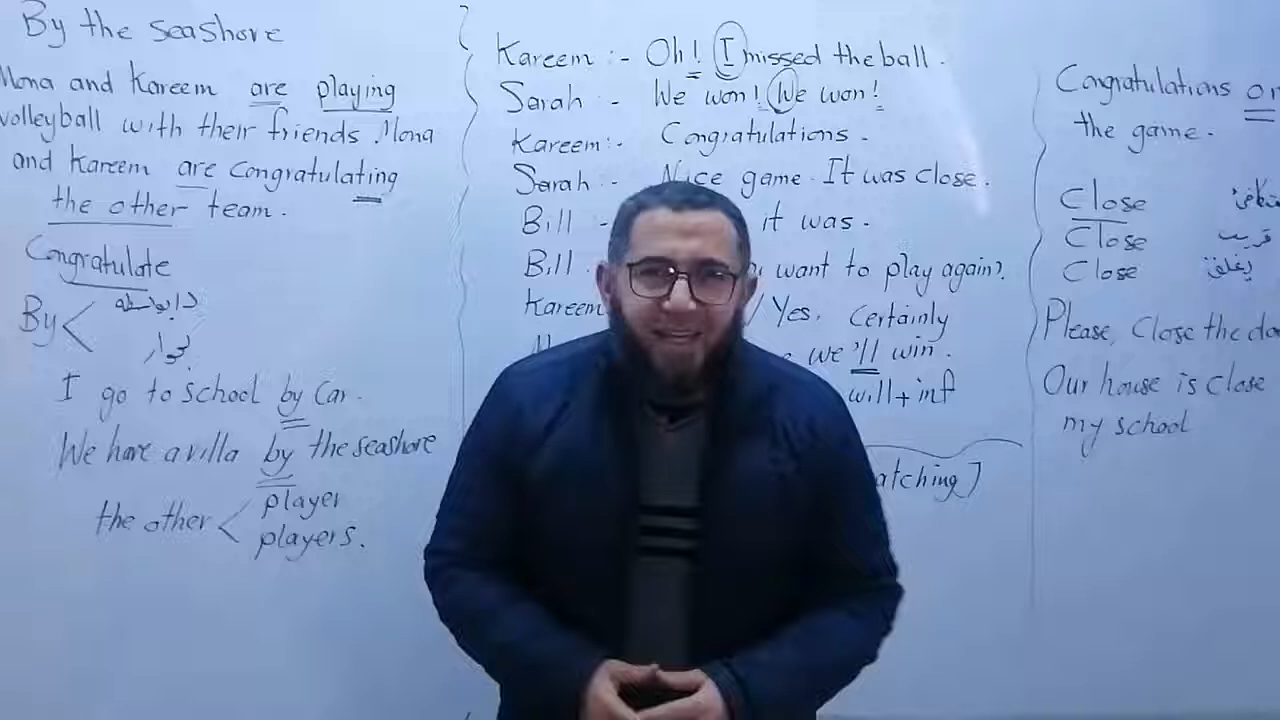 By the seashore
Mona and Kareem are playing
volleyball with their friends. Mona
and Kareem are congratulating
the other team.
Congratulate
By < بواسطة
بجوار
I go to school by car.
We have a villa by the seashore
the other < player
players.
Kareem :- Oh! I missed the ball.
Sarah :- We won! We won!
Kareem :- Congratulations.
Sarah :- Nice game. It was close.
Bill :- it was.
Bill want to play again?
Kareem / Yes, Certainly
we'll win.
will + inf
atching]
Congratulations on
the game.
Close
Close قريب
Close يغلق
Please, Close the do
Our house is close
my school